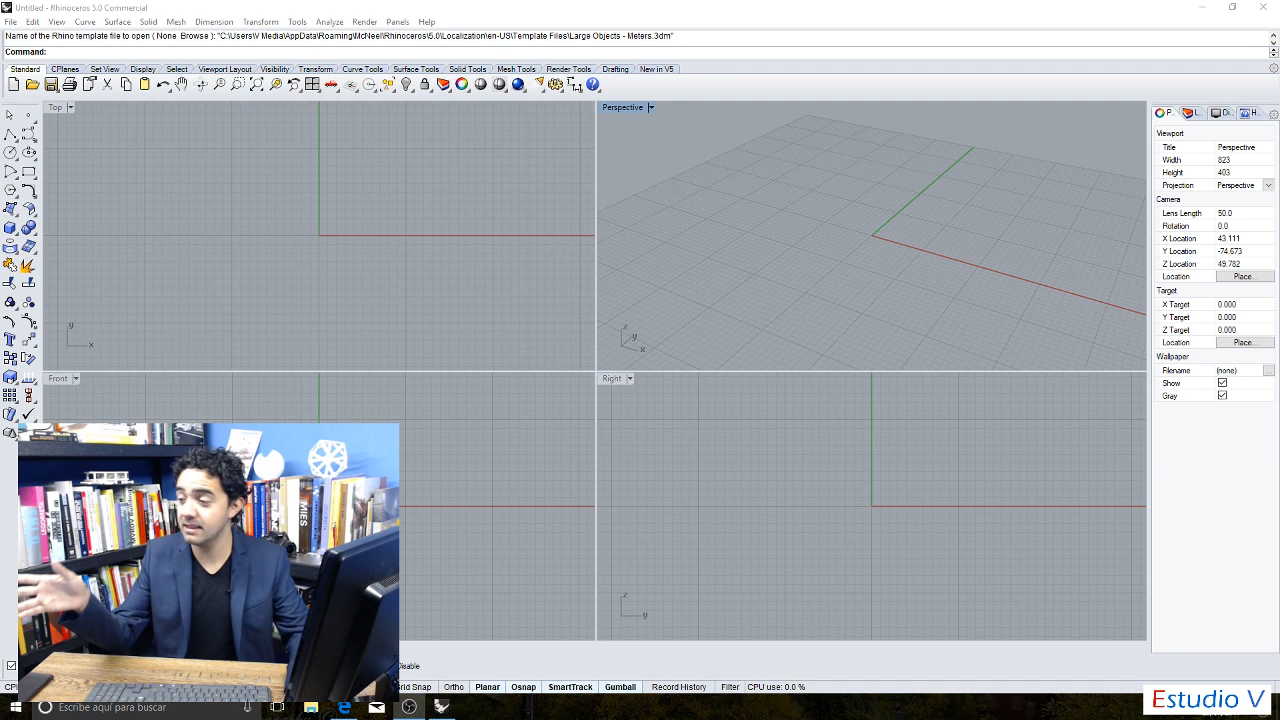 Untitled - Rhinoceros 5.0 Commercial
File Edit View Curve Surface Solid Mesh Dimension Transform Tools Analyze Render Panels Help
Name of the Rhino template file to open ( None Browse ): "C:\Users\V Media\AppData\Roaming\McNeel\Rhinoceros\5.0\Localization\en-US\Template Files\Large Objects - Meters.3dm"
Command:
Standard CPlanes Set View Display Select Viewport Layout Visibility Transform Curve Tools Surface Tools Solid Tools Mesh Tools Render Tools Drafting New in V5
Top
Perspective
P... L... Di... H...
Viewport
Title Perspective
Width 823
Height 403
Projection Perspective
Camera
Lens Length 50.0
Rotation 0.0
X Location 43.111
Y Location -74.673
Z Location 49.782
Location Place...
Target
X Target 0.000
Y Target 0.000
Z Target 0.000
Location Place...
Wallpaper
Filename (none) ...
Show
Gray
y
x
z
y
x
Front
Right
z
y
MIES
Disable
CP
Grid Snap Ortho Planar Osnap SmartTrack Gumball Record History Filter CPU use: 0.0 %
Escribe aquí para buscar
Estudio V